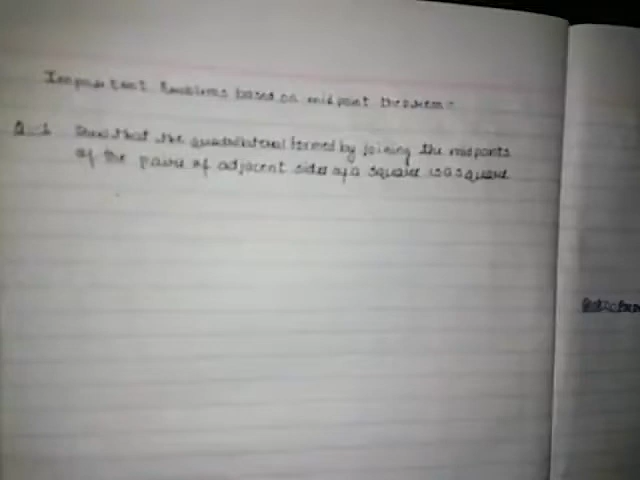 Important Problems based on mid point theorem :-
Q.1 Show that the quadrilateral formed by joining the midpoints
of the pairs of adjacent sides of a square is a square